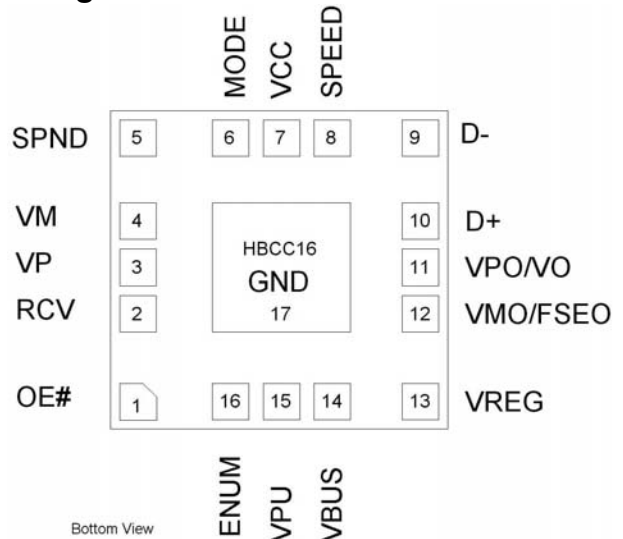 g
MODE
VCC
SPEED
SPND 5 6 7 8 9 D-
VM 4 10 D+
HBCC16
VP 3 GND 11 VPO/VO
RCV 2 17 12 VMO/FSEO
OE# 1 16 15 14 13 VREG
ENUM
VPU
VBUS
Bottom View